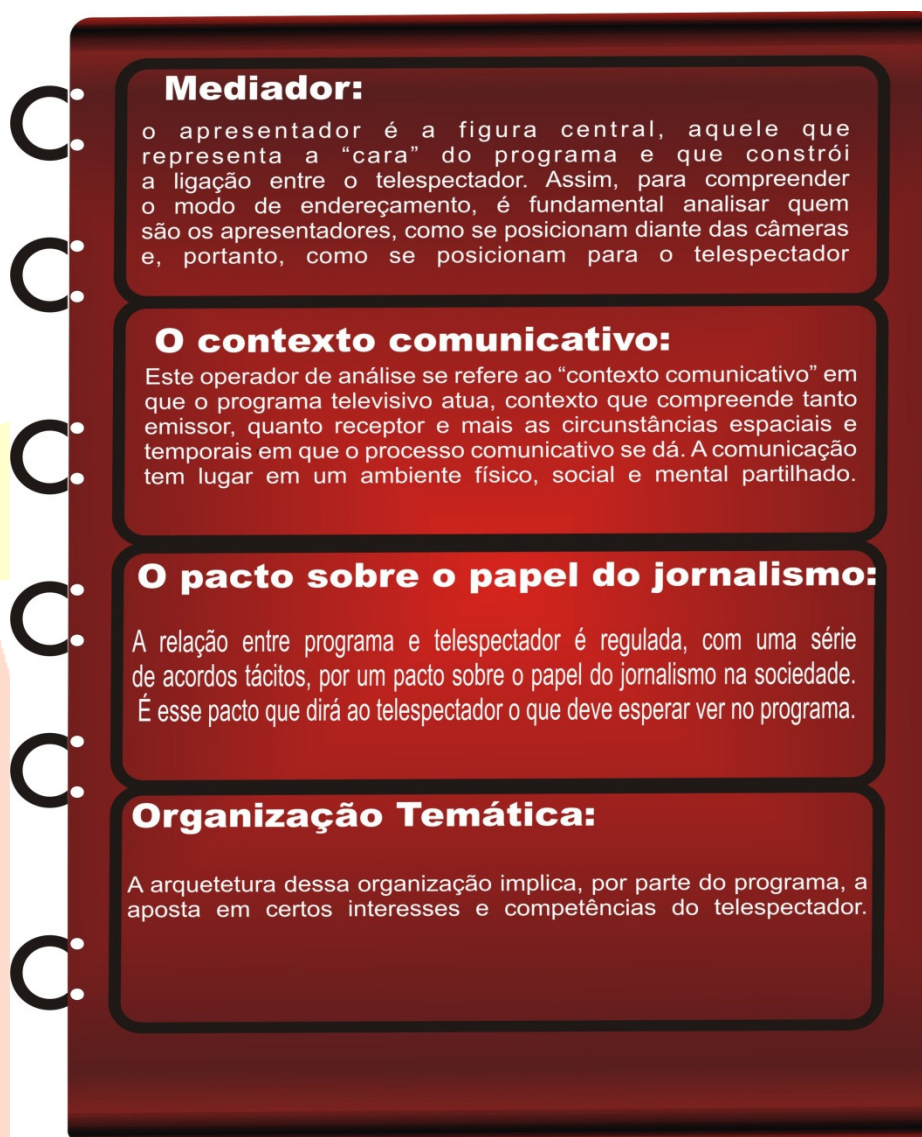 Mediador:
o apresentador é a figura central, aquele que
representa a “cara” do programa e que constrói
a ligação entre o telespectador. Assim, para compreender
o modo de endereçamento, é fundamental analisar quem
são os apresentadores, como se posicionam diante das câmeras
e, portanto, como se posicionam para o telespectador
O contexto comunicativo:
Este operador de análise se refere ao “contexto comunicativo” em
que o programa televisivo atua, contexto que compreende tanto
emissor, quanto receptor e mais as circunstâncias espaciais e
temporais em que o processo comunicativo se dá. A comunicação
tem lugar em um ambiente físico, social e mental partilhado.
O pacto sobre o papel do jornalismo:
A relação entre programa e telespectador é regulada, com uma série
de acordos tácitos, por um pacto sobre o papel do jornalismo na sociedade.
É esse pacto que dirá ao telespectador o que deve esperar ver no programa.
Organização Temática:
A arquetetura dessa organização implica, por parte do programa, a
aposta em certos interesses e competências do telespectador.